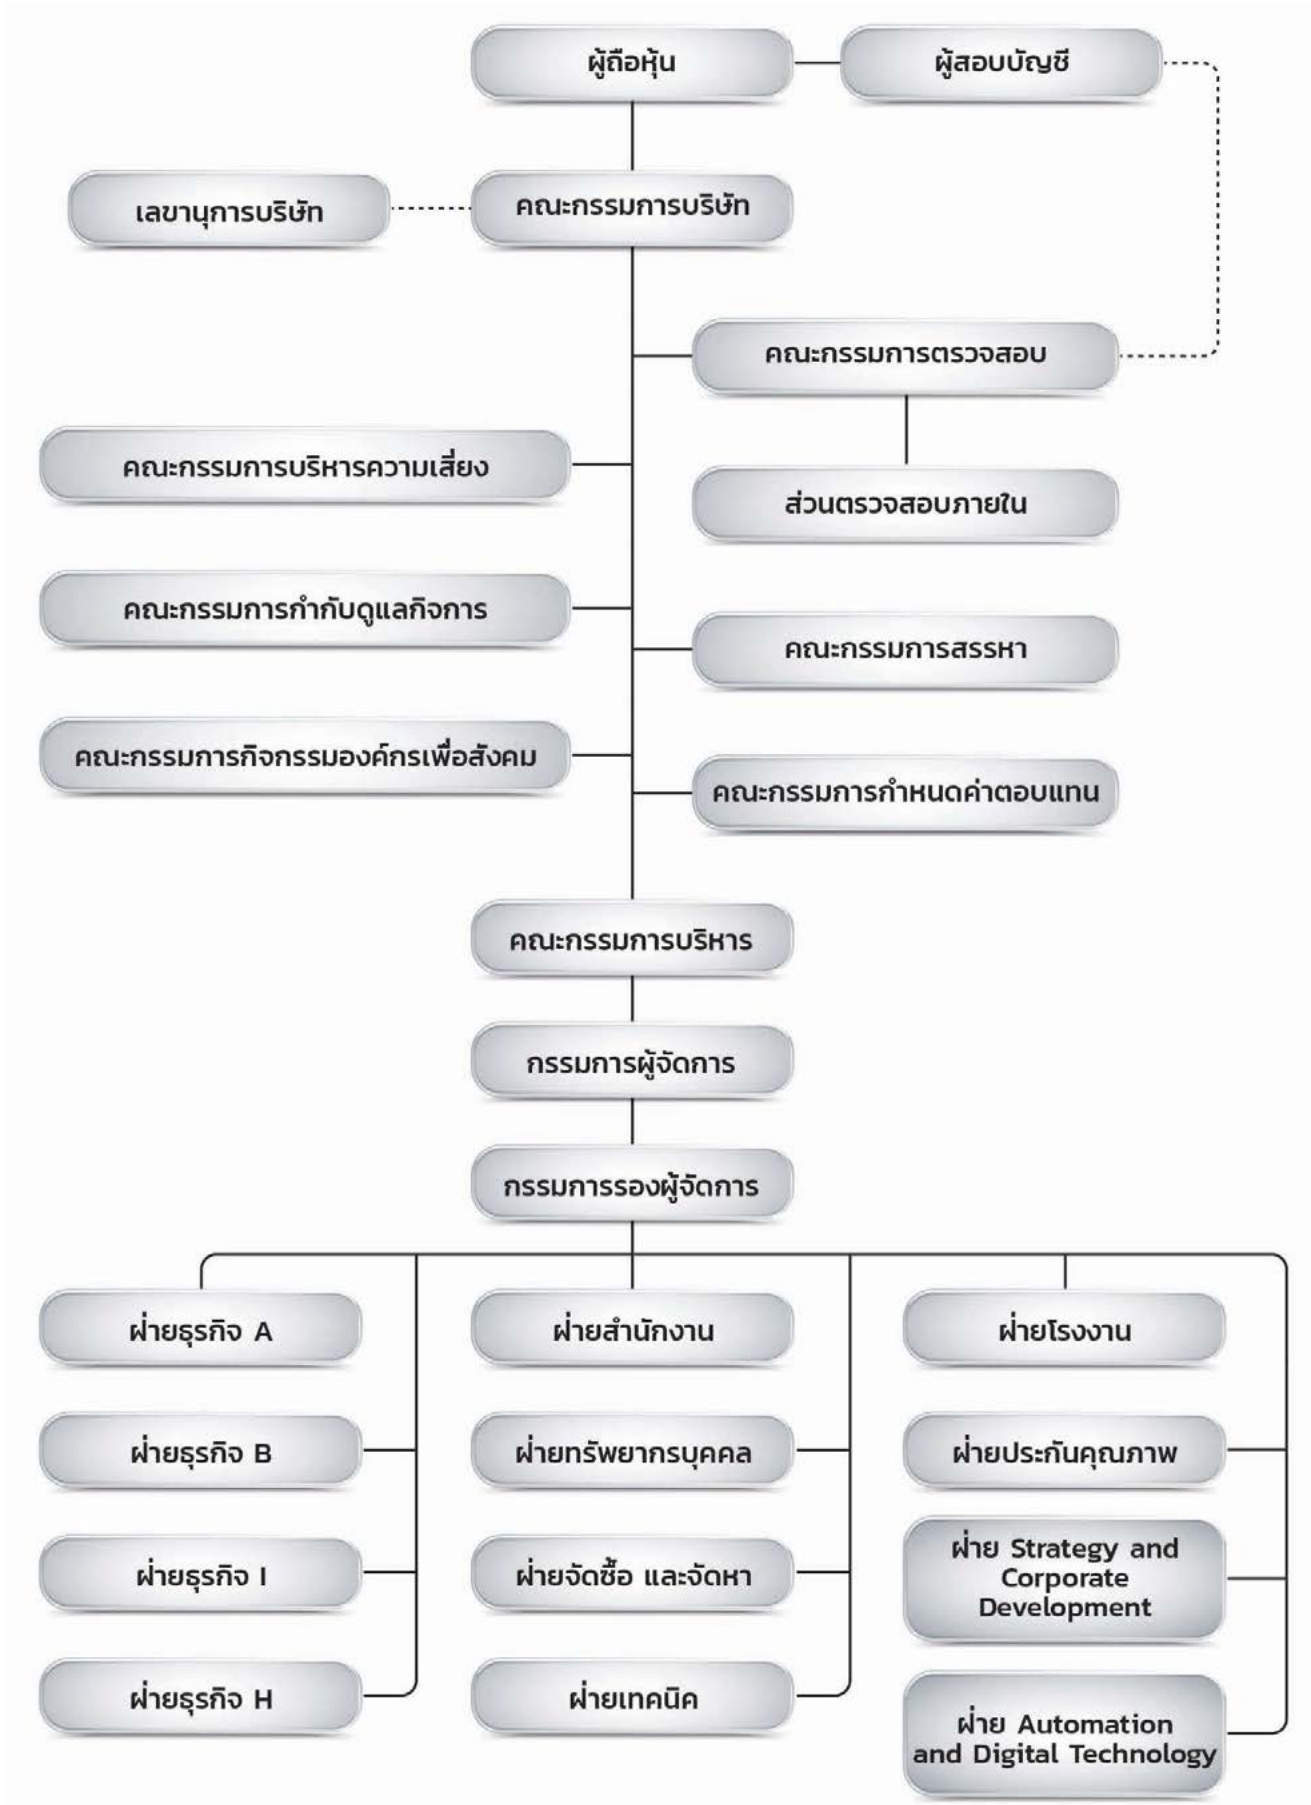 ผู้ถือหุ้น
ผู้สอบบัญชี
เลขานุการบริษัท
คณะกรรมการบริษัท
คณะกรรมการตรวจสอบ
คณะกรรมการบริหารความเสี่ยง
ส่วนตรวจสอบภายใน
คณะกรรมการกำกับดูแลกิจการ
คณะกรรมการสรรหา
คณะกรรมการกิจกรรมองค์กรเพื่อสังคม
คณะกรรมการกำหนดค่าตอบแทน
คณะกรรมการบริหาร
กรรมการผู้จัดการ
กรรมการรองผู้จัดการ
ฝ่ายธุรกิจ A
ฝ่ายสำนักงาน
ฝ่ายโรงงาน
ฝ่ายธุรกิจ B
ฝ่ายทรัพยากรบุคคล
ฝ่ายประกันคุณภาพ
ฝ่ายธุรกิจ I
ฝ่ายจัดซื้อ และจัดหา
ฝ่าย Strategy and
Corporate
Development
ฝ่ายธุรกิจ H
ฝ่ายเทคนิค
ฝ่าย Automation
and Digital Technology